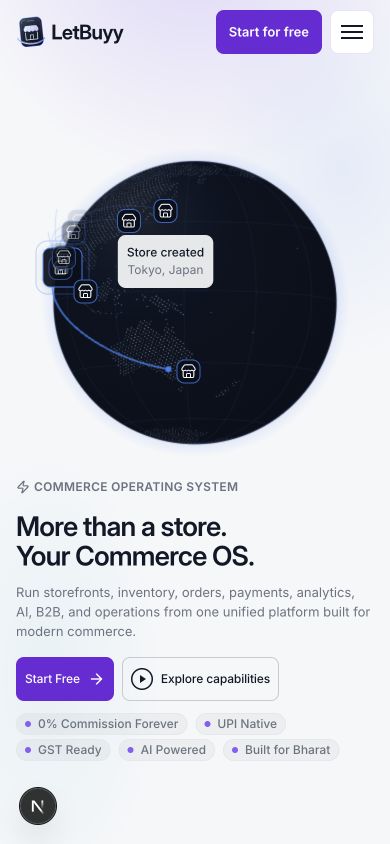 LetBuyy
Start for free
Store created
Tokyo, Japan
COMMERCE OPERATING SYSTEM
More than a store.
Your Commerce OS.
Run storefronts, inventory, orders, payments, analytics,
AI, B2B, and operations from one unified platform built for
modern commerce.
Start Free
Explore capabilities
0% Commission Forever
UPI Native
GST Ready
AI Powered
Built for Bharat
N